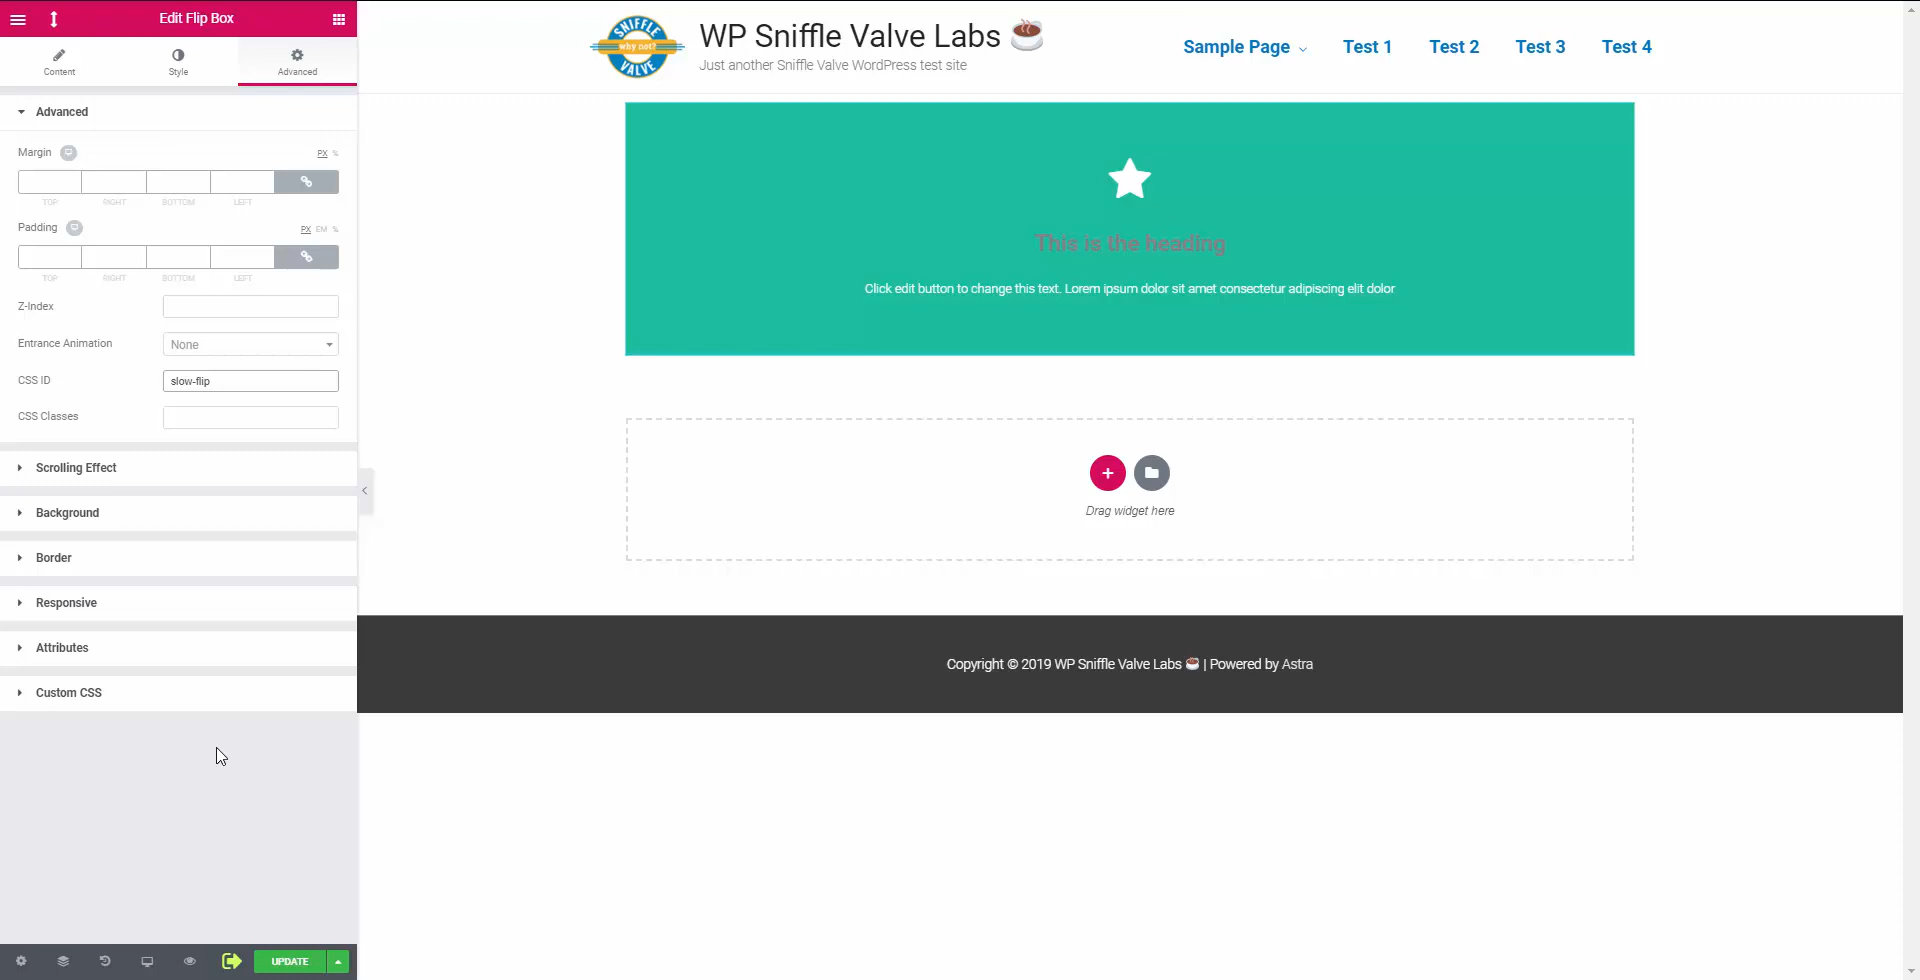 Edit Flip Box
Content
Style
Advanced
Advanced
Margin
PX %
TOP RIGHT BOTTOM LEFT
Padding
PX EM %
TOP RIGHT BOTTOM LEFT
Z-Index
Entrance Animation
None
CSS ID
slow-flip
CSS Classes
Scrolling Effect
Background
Border
Responsive
Attributes
Custom CSS
UPDATE
SNIFFLE
why not?
VALVE
WP Sniffle Valve Labs ☕
Just another Sniffle Valve WordPress test site
Sample Page Test 1 Test 2 Test 3 Test 4
This is the heading
Click edit button to change this text. Lorem ipsum dolor sit amet consectetur adipiscing elit dolor
Drag widget here
Copyright © 2019 WP Sniffle Valve Labs ☕ | Powered by Astra